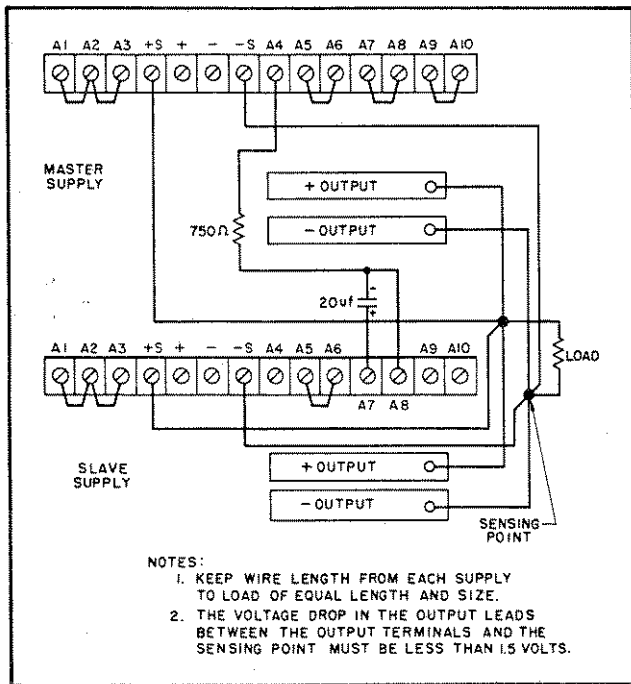 A1 A2 A3 +S + - -S A4 A5 A6 A7 A8 A9 A10
MASTER SUPPLY
+ OUTPUT
- OUTPUT
750Ω
20uf
-
+
A1 A2 A3 +S + - -S A4 A5 A6 A9 A10
A7 A8
LOAD
SLAVE SUPPLY
+ OUTPUT
- OUTPUT
SENSING POINT
NOTES:
1. KEEP WIRE LENGTH FROM EACH SUPPLY
TO LOAD OF EQUAL LENGTH AND SIZE.
2. THE VOLTAGE DROP IN THE OUTPUT LEADS
BETWEEN THE OUTPUT TERMINALS AND THE
SENSING POINT MUST BE LESS THAN 1.5 VOLTS.